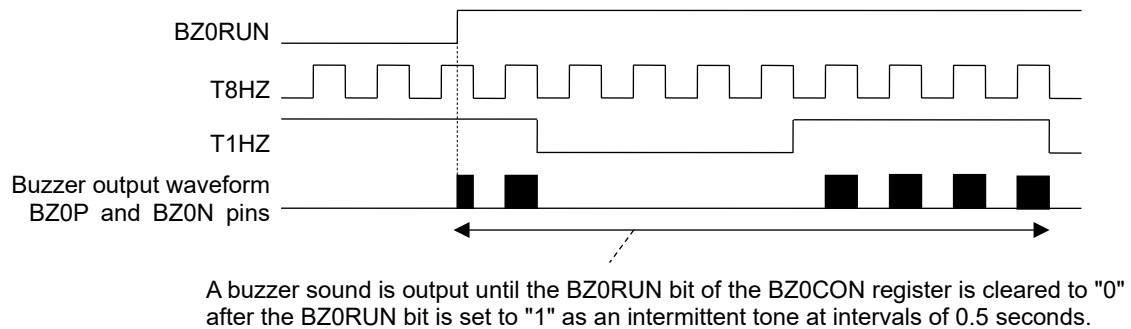 BZ0RUN
T8HZ
T1HZ
Buzzer output waveform
BZ0P and BZ0N pins
A buzzer sound is output until the BZ0RUN bit of the BZ0CON register is cleared to "0"
after the BZ0RUN bit is set to "1" as an intermittent tone at intervals of 0.5 seconds.